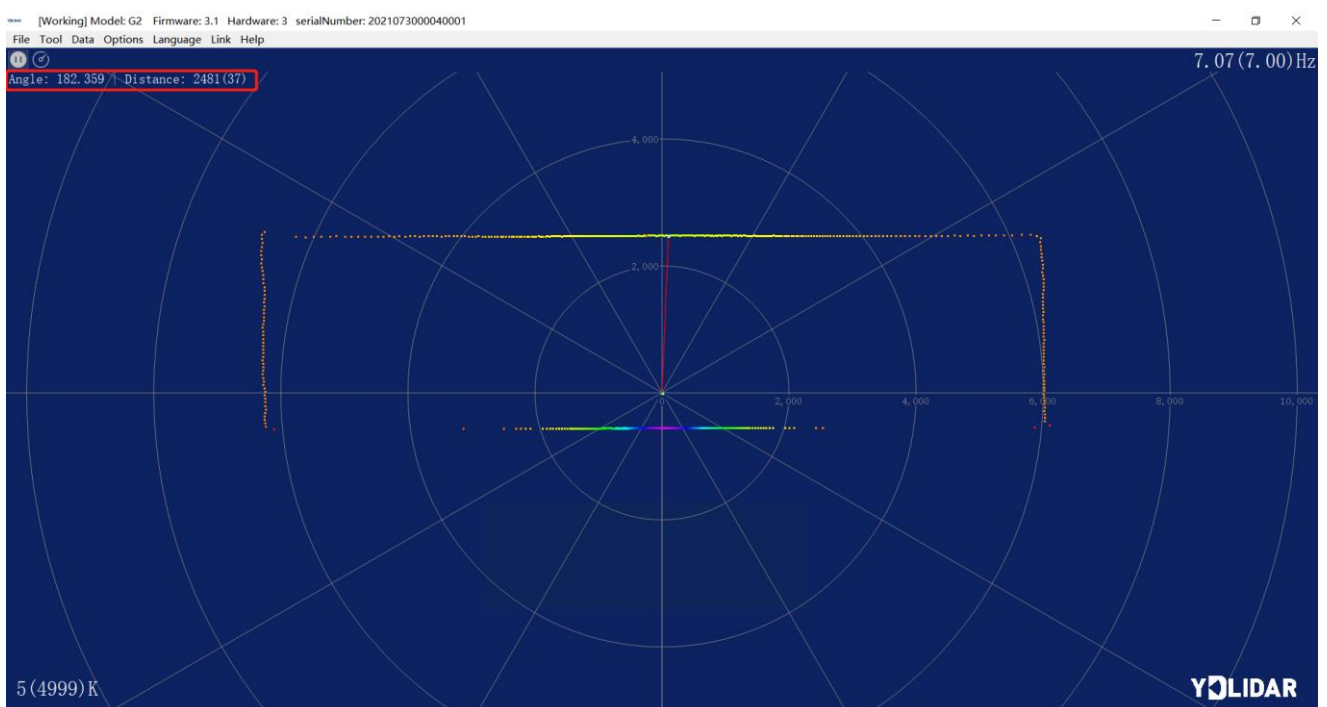 [Working] Model: G2 Firmware: 3.1 Hardware: 3 serialNumber: 2021073000040001
File Tool Data Options Language Link Help
7.07(7.00)Hz
Angle: 182.359 | Distance: 2481(37)
4,000
2,000
0 2,000 4,000 6,000 8,000 10,000
5(4999)K
YDLIDAR